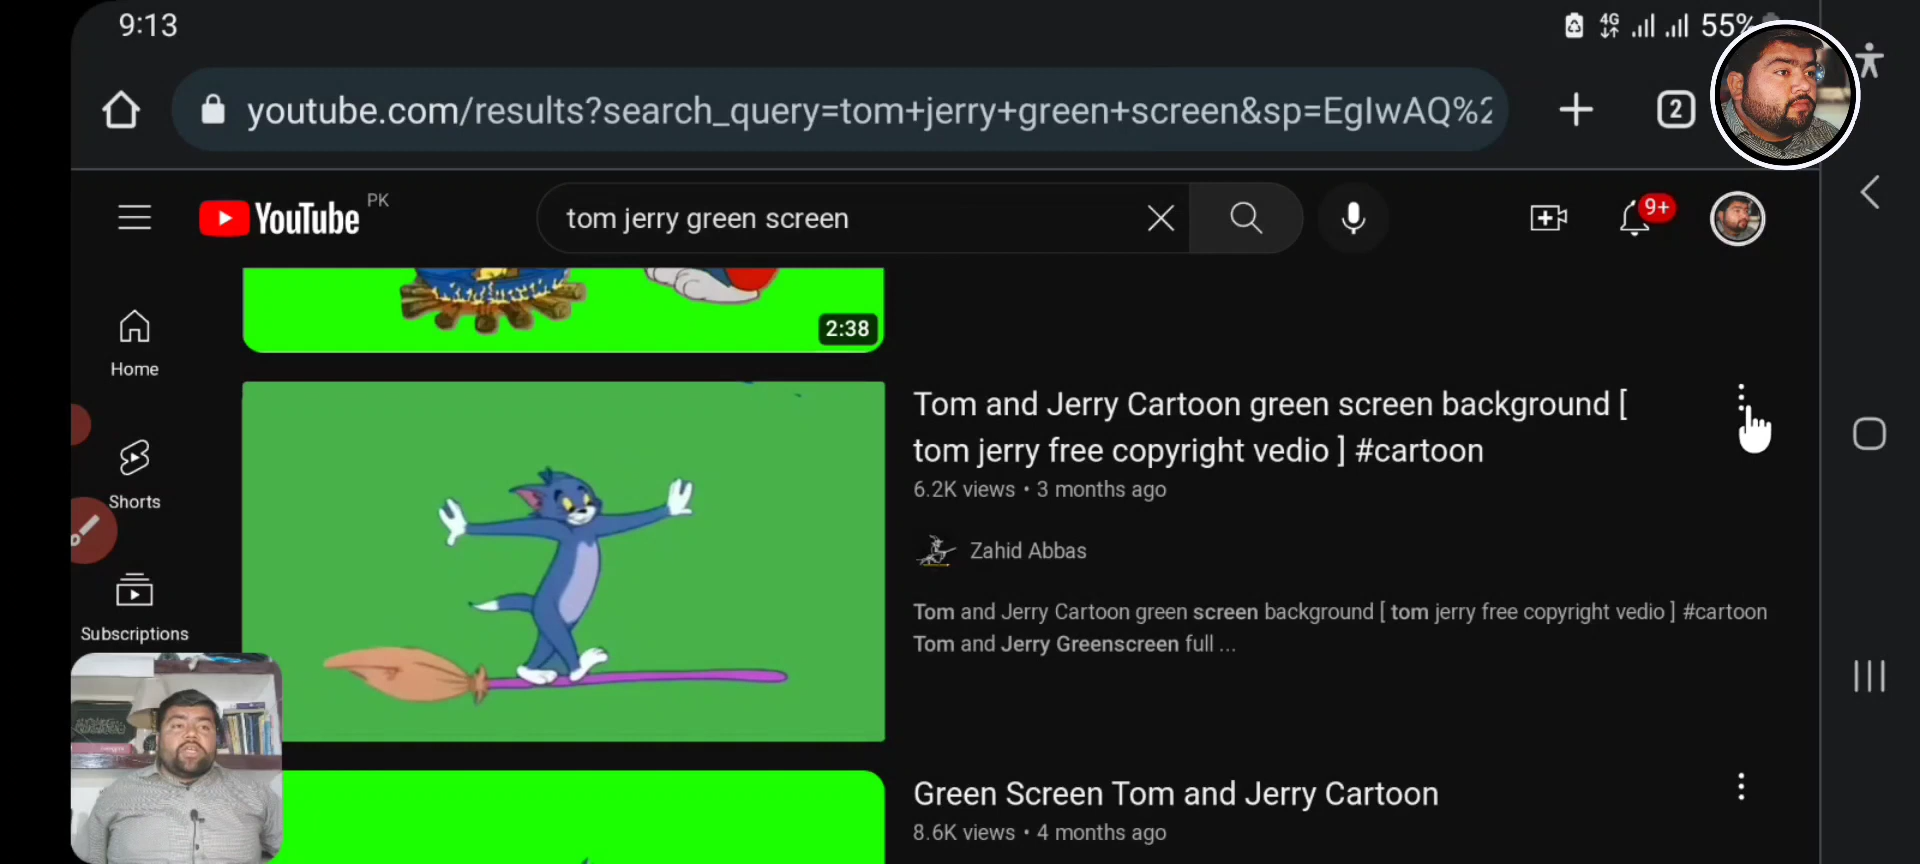 9:13
4G
55%
youtube.com/results?search_query=tom+jerry+green+screen&sp=EgIwAQ%2
2
YouTube PK
tom jerry green screen
9+
Home
2:38
Shorts
Subscriptions
Tom and Jerry Cartoon green screen background [
tom jerry free copyright vedio ] #cartoon
6.2K views • 3 months ago
Zahid Abbas
Tom and Jerry Cartoon green screen background [ tom jerry free copyright vedio ] #cartoon
Tom and Jerry Greenscreen full ...
Green Screen Tom and Jerry Cartoon
8.6K views • 4 months ago